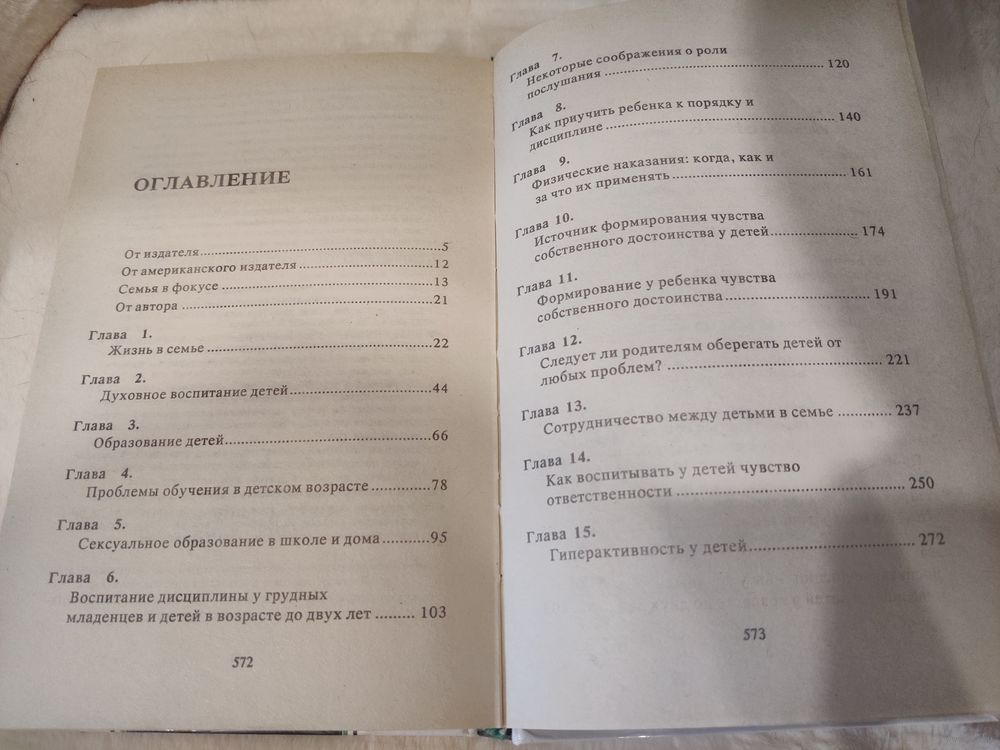 ОГЛАВЛЕНИЕ
От издателя........................................5
От американского издателя........................12
Семья в фокусе........................................13
От автора........................................21
Глава 1.
Жизнь в семье........................................22
Глава 2.
Духовное воспитание детей........................44
Глава 3.
Образование детей........................................66
Глава 4.
Проблемы обучения в детском возрасте............78
Глава 5.
Сексуальное образование в школе и дома.........95
Глава 6.
Воспитание дисциплины у грудных
младенцев и детей в возрасте до двух лет......... 103
572
Глава 7.
Некоторые соображения о роли
послушания ........................................ 120
Глава 8.
Как приучить ребенка к порядку и
дисциплине ........................................ 140
Глава 9.
Физические наказания: когда, как и
за что их применять ................................ 161
Глава 10.
Источник формирования чувства
собственного достоинства у детей.................. 174
Глава 11.
Формирование у ребенка чувства
собственного достоинства........................ 191
Глава 12.
Следует ли родителям оберегать детей от
любых проблем? ................................ 221
Глава 13.
Сотрудничество между детьми в семье ............ 237
Глава 14.
Как воспитывать у детей чувство
ответственности ................................ 250
Глава 15.
Гиперактивность у детей........................ 272
573